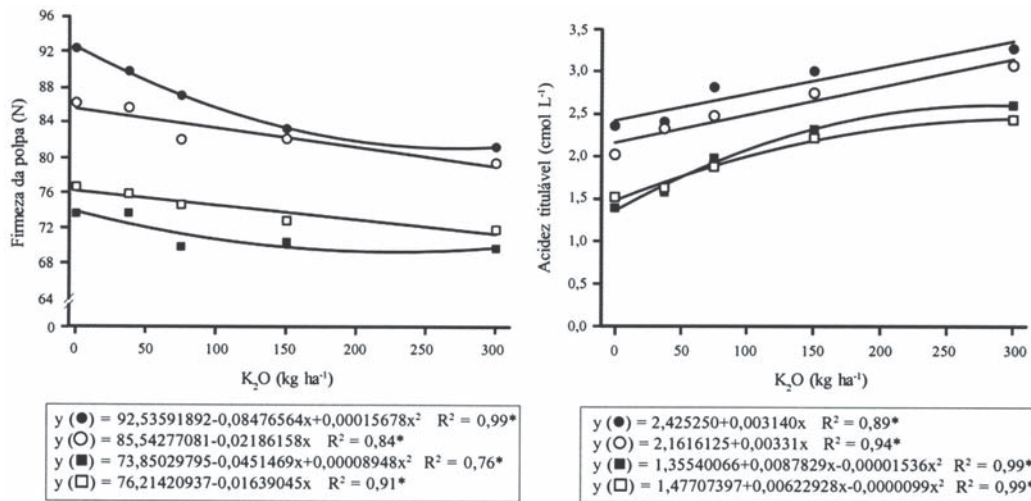 Firmeza da polpa (N)
96
92
88
84
80
76
72
68
64
0
0 50 100 150 200 250 300
K₂O (kg ha⁻¹)
y (●) = 92,53591892-0,08476564x+0,00015678x² R² = 0,99*
y (○) = 85,54277081-0,02186158x R² = 0,84*
y (■) = 73,85029795-0,0451469x+0,00008948x² R² = 0,76*
y (□) = 76,21420937-0,01639045x R² = 0,91*
Acidez titulável (cmol L⁻¹)
3,5
3,0
2,5
2,0
1,5
1,0
0,5
0,0
0 50 100 150 200 250 300
K₂O (kg ha⁻¹)
y (●) = 2,425250+0,003140x R² = 0,89*
y (○) = 2,1616125+0,00331x R² = 0,94*
y (■) = 1,35540066+0,0087829x-0,00001536x² R² = 0,99*
y (□) = 1,47707397+0,00622928x-0,0000099x² R² = 0,99*